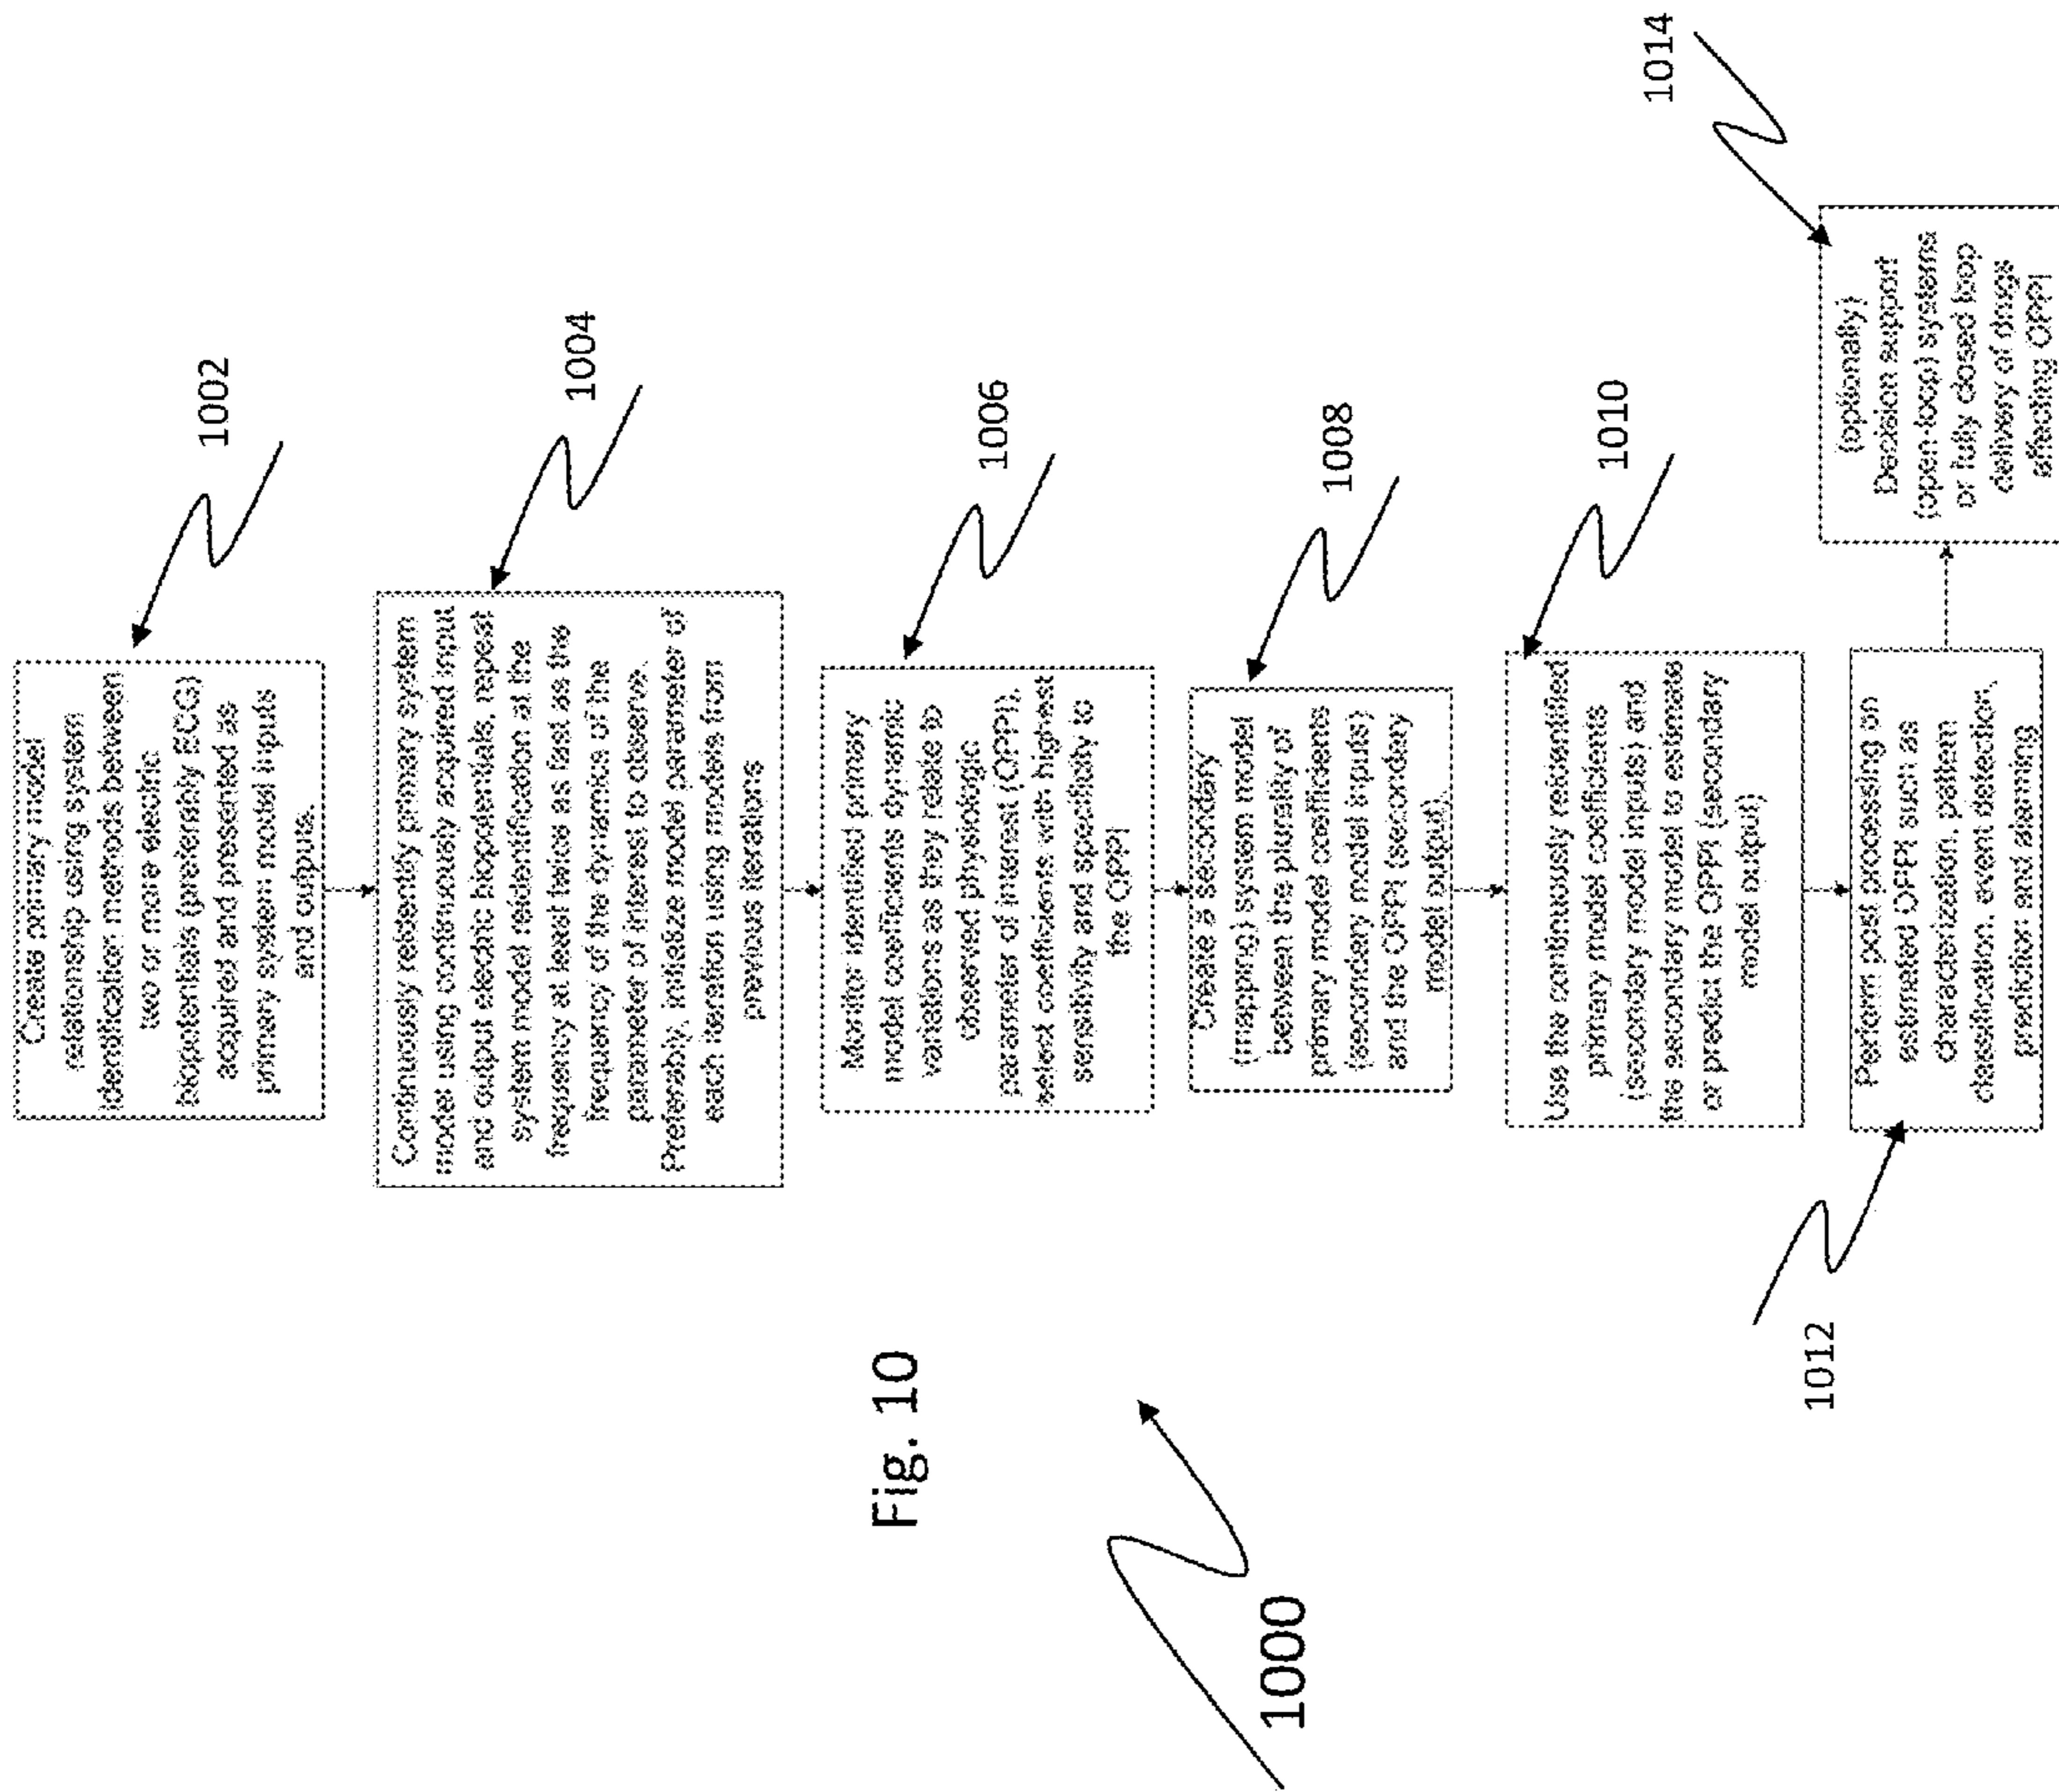 Create primary model
relationship using system
identification methods between
two or more electric
biopotentials (preferably ECG)
acquired and presented as
primary system model inputs
and outputs.
1002
Continuously reidentify primary system
model using continuously acquired input
and output electric biopotentials, repeat
system model reidentification at the
frequency at least twice as fast as the
frequency of the dynamics of the
parameter of interest to observe.
Preferably, initialize model parameter of
each iteration using models from
previous iterations
1004
Monitor identified primary
model coefficients dynamic
variations as they relate to
observed physiologic
parameter of interest (OPPI),
select coefficients with highest
sensitivity and specificity to
the OPPI
1006
Create a secondary
(mapping) system model
between the plurality of
primary model coefficients
(secondary model inputs)
and the OPPI (secondary
model output).
1008
Use the continuously reidentified
primary model coefficients
(secondary model inputs) and
the secondary model to estimate
or predict the OPPI (secondary
model output)
1010
Perform post processing on
estimated OPPI such as
characterization, pattern
classification, event detection,
prediction and alarming
1012
(optionally)
Decision support
(open-loop) systems
or fully closed loop
delivery of drugs
affecting OPPI
1014
Fig. 10
1000